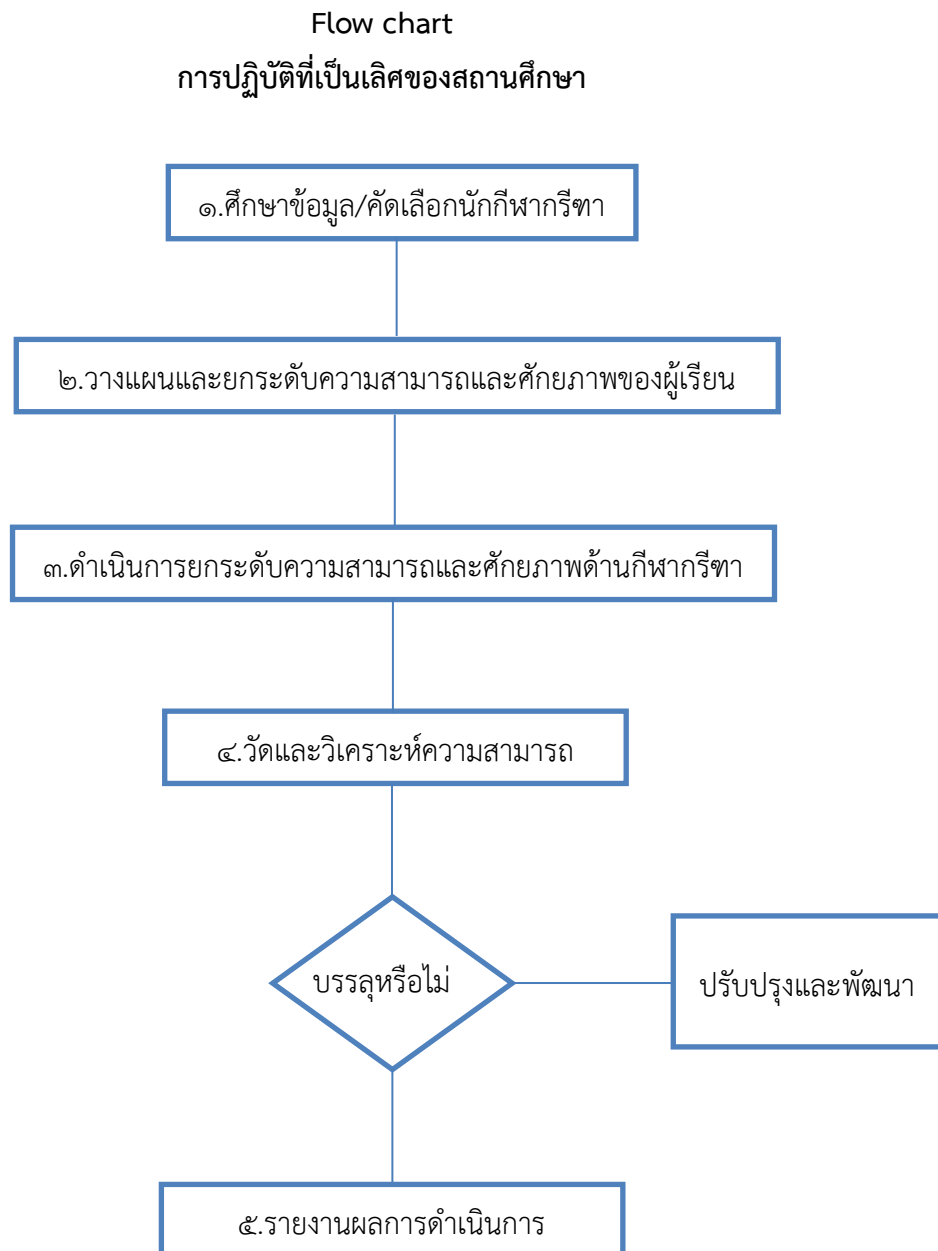 Flow chart
การปฏิบัติที่เป็นเลิศของสถานศึกษา
๑.ศึกษาข้อมูล/คัดเลือกนักกีฬากรีฑา
๒.วางแผนและยกระดับความสามารถและศักยภาพของผู้เรียน
๓.ดำเนินการยกระดับความสามารถและศักยภาพด้านกีฬากรีฑา
๔.วัดและวิเคราะห์ความสามารถ
บรรลุหรือไม่
ปรับปรุงและพัฒนา
๕.รายงานผลการดำเนินการ